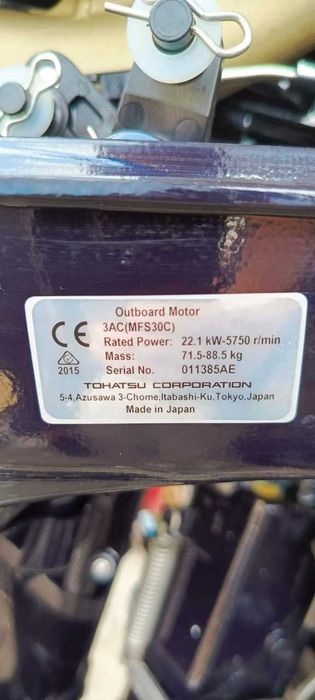 Outboard Motor
CE 3AC(MFS30C)
Rated Power: 22.1 kW-5750 r/min
Mass: 71.5-88.5 kg
2015 Serial No. 011385AE
TOHATSU CORPORATION
5-4,Azusawa 3-Chome,Itabashi-Ku,Tokyo,Japan
Made in Japan